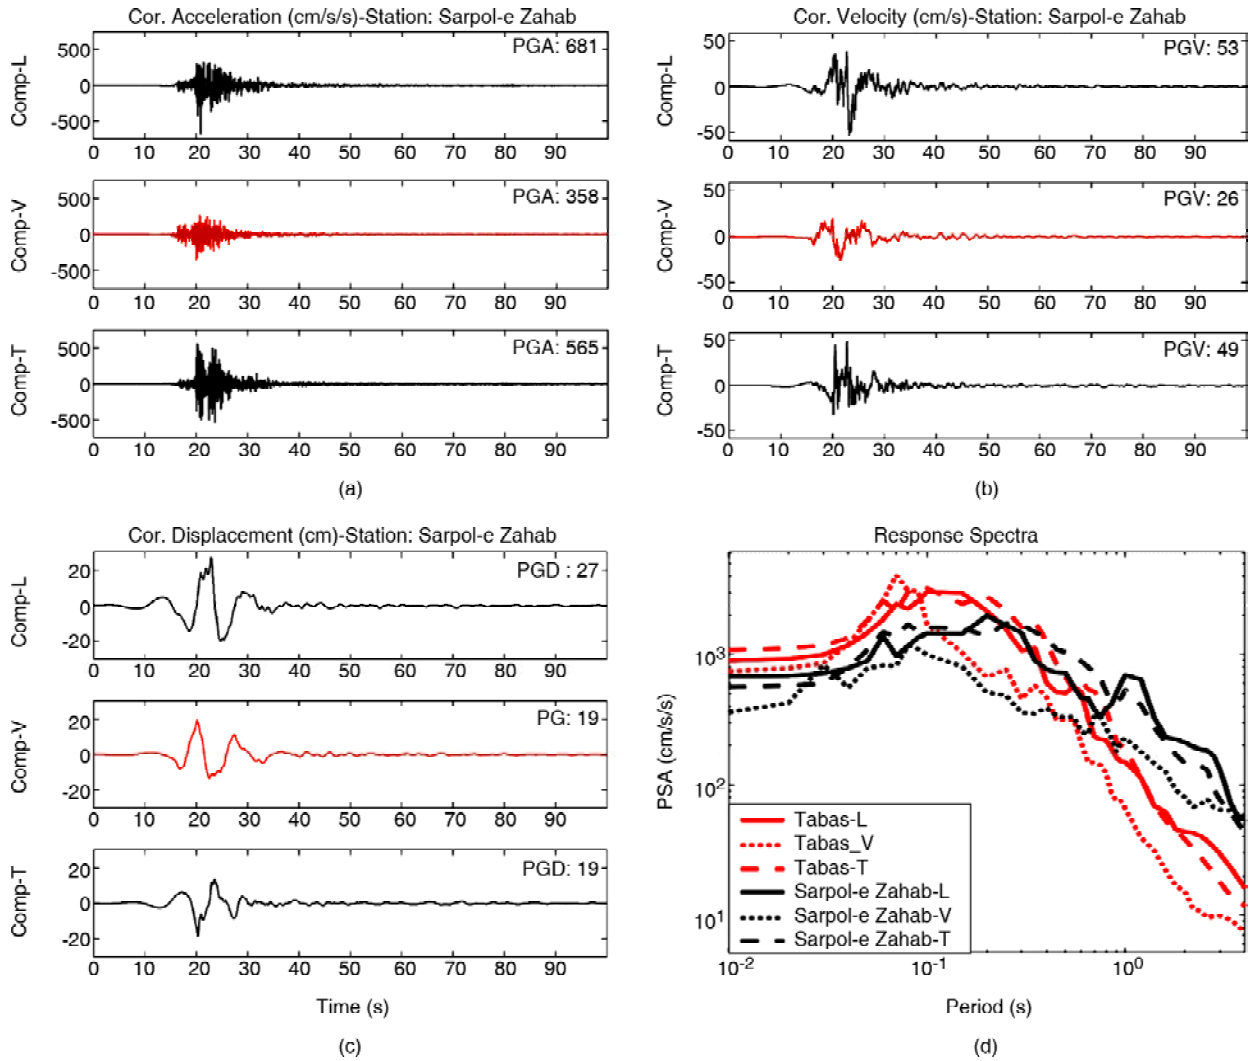 Cor. Acceleration (cm/s/s)-Station: Sarpol-e Zahab
Comp-L
500
0
-500
PGA: 681
0 10 20 30 40 50 60 70 80 90
Comp-V
500
0
-500
PGA: 358
0 10 20 30 40 50 60 70 80 90
Comp-T
500
0
-500
PGA: 565
0 10 20 30 40 50 60 70 80 90
(a)
Cor. Velocity (cm/s)-Station: Sarpol-e Zahab
Comp-L
50
0
-50
PGV: 53
0 10 20 30 40 50 60 70 80 90
Comp-V
50
0
-50
PGV: 26
0 10 20 30 40 50 60 70 80 90
Comp-T
50
0
-50
PGV: 49
0 10 20 30 40 50 60 70 80 90
(b)
Cor. Displacement (cm)-Station: Sarpol-e Zahab
Comp-L
20
0
-20
PGD : 27
0 10 20 30 40 50 60 70 80 90
Comp-V
20
0
-20
PG: 19
0 10 20 30 40 50 60 70 80 90
Comp-T
20
0
-20
PGD: 19
0 10 20 30 40 50 60 70 80 90
Time (s)
(c)
Response Spectra
PSA (cm/s/s)
10³
10²
10¹
Tabas-L
Tabas_V
Tabas-T
Sarpol-e Zahab-L
Sarpol-e Zahab-V
Sarpol-e Zahab-T
10⁻² 10⁻¹ 10⁰
Period (s)
(d)